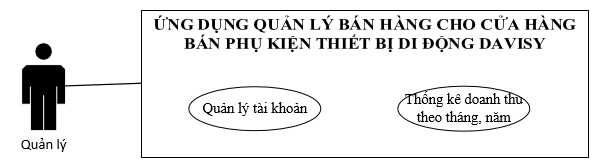 ỨNG DỤNG QUẢN LÝ BÁN HÀNG CHO CỬA HÀNG
BÁN PHỤ KIỆN THIẾT BỊ DI ĐỘNG DAVISY
Quản lý tài khoản
Thống kê doanh thu
theo tháng, năm
Quản lý